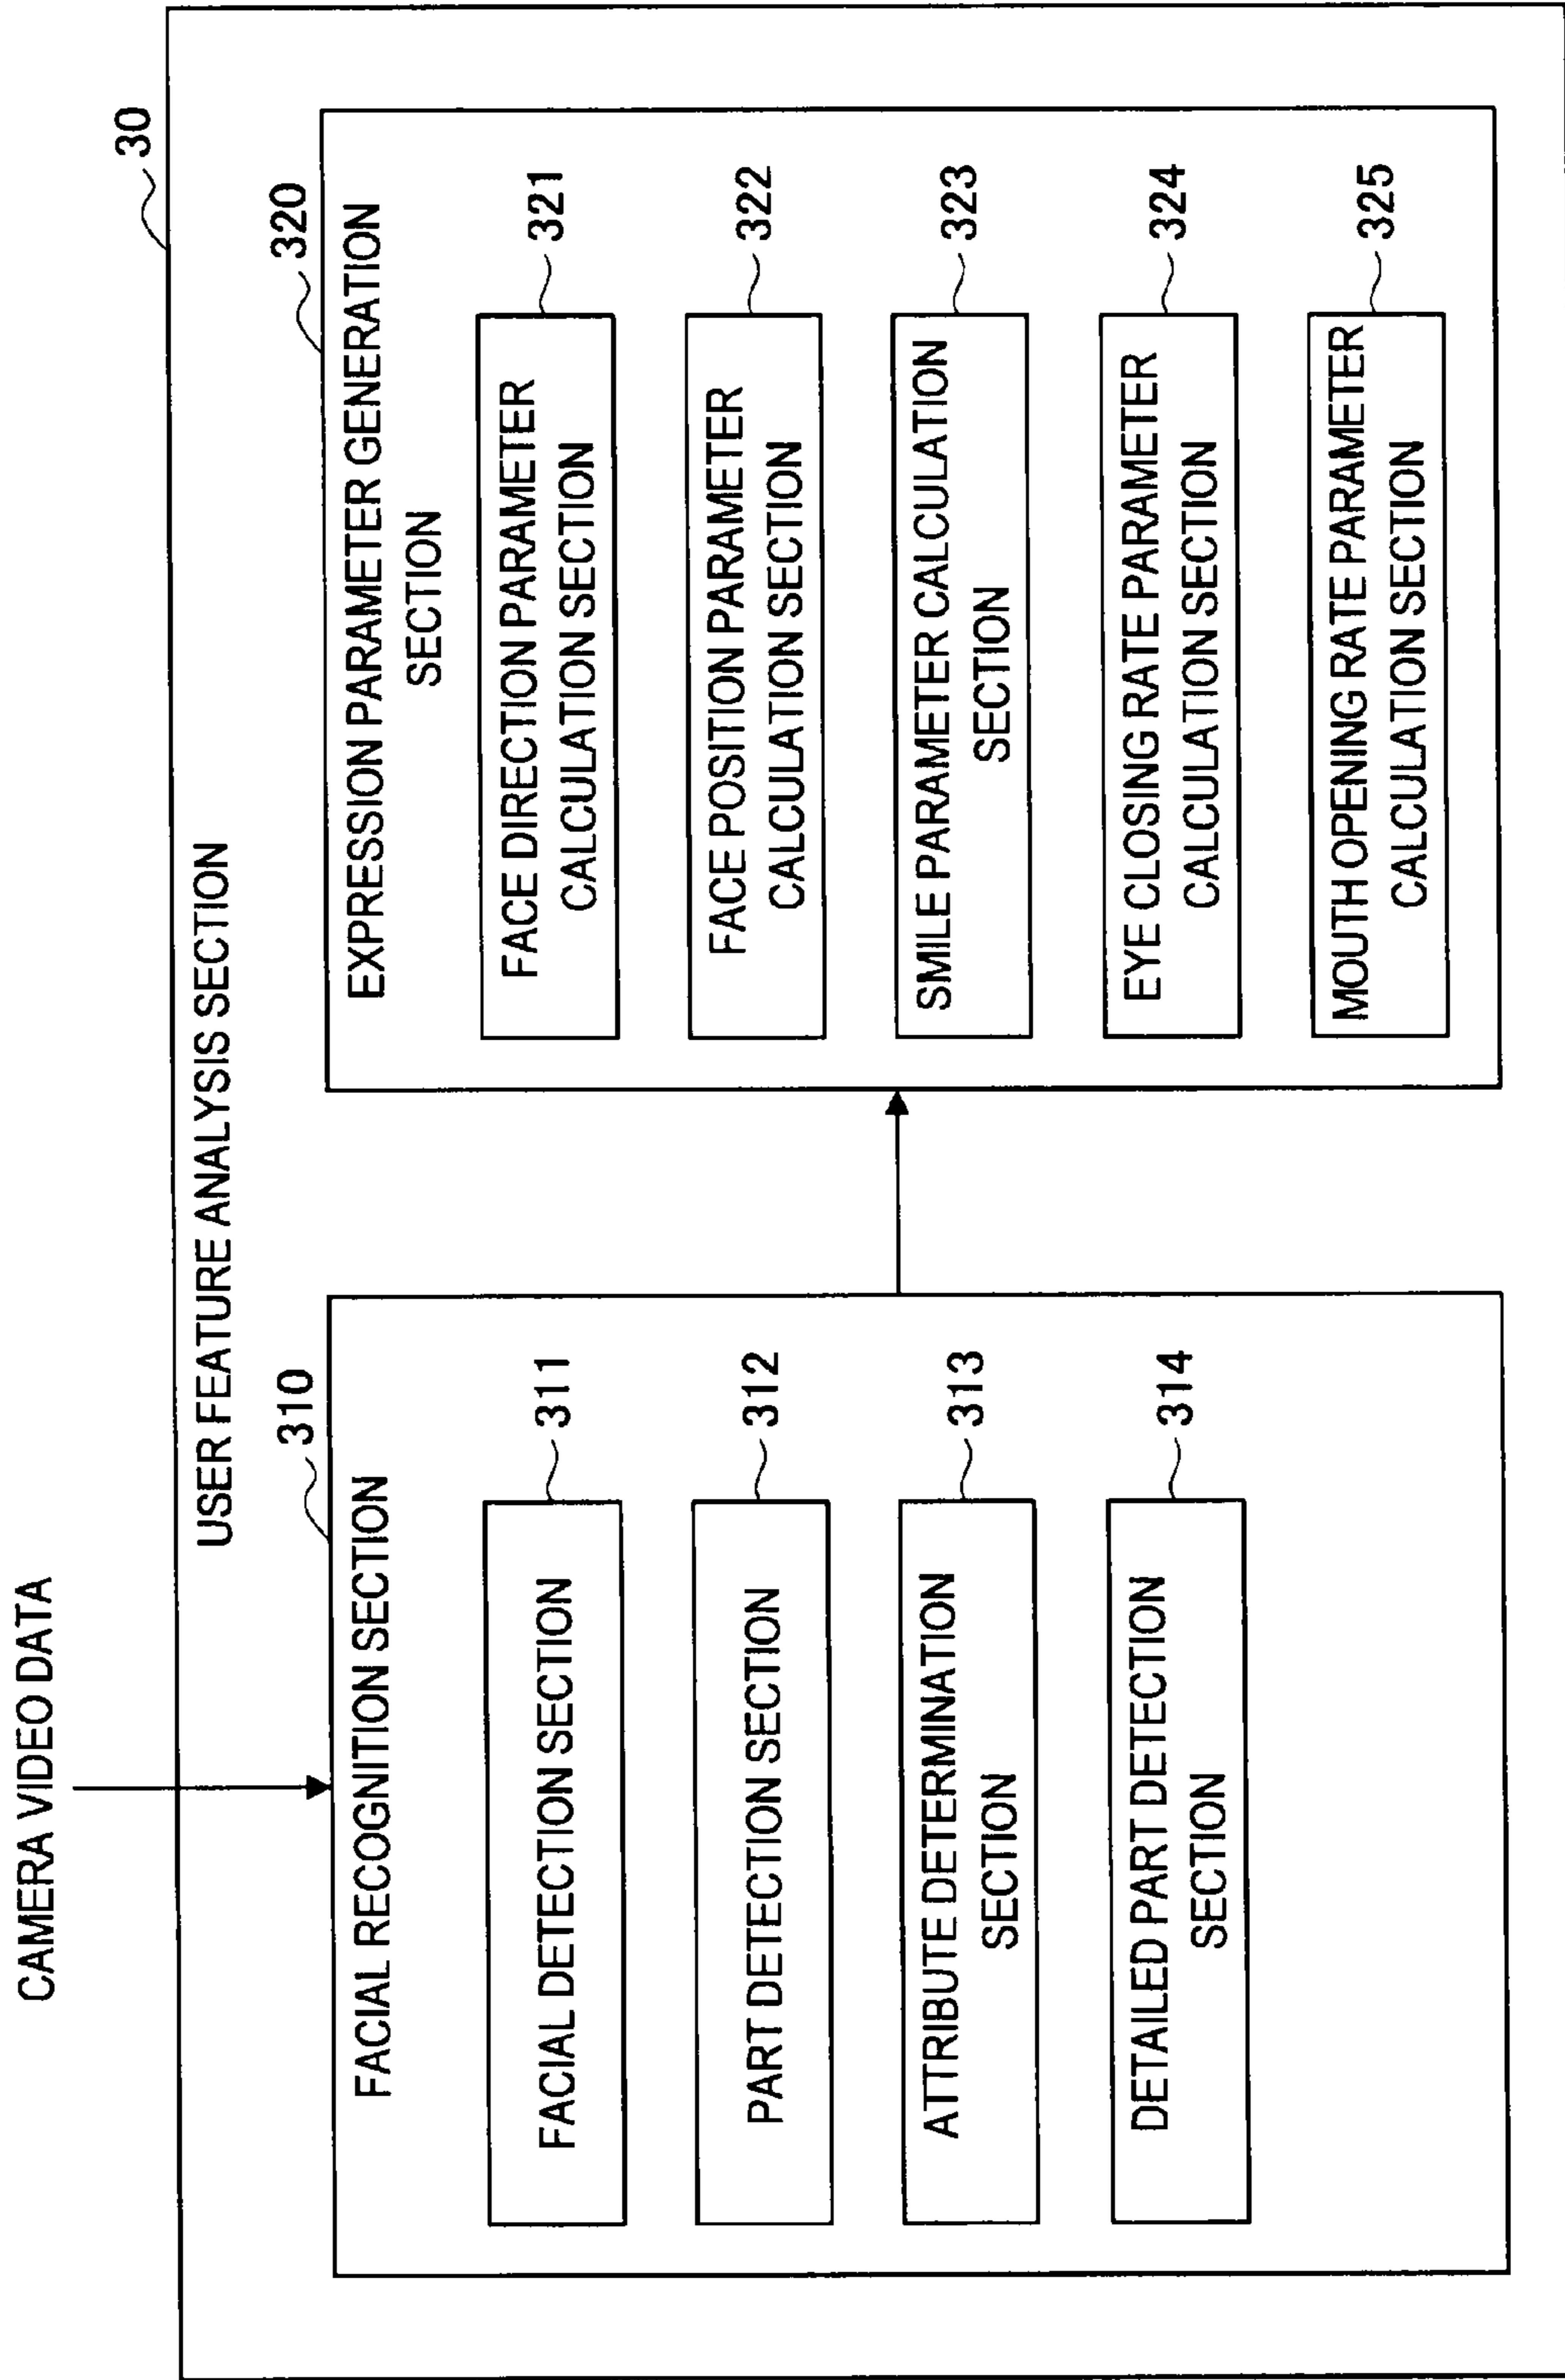 CAMERA VIDEO DATA
30
USER FEATURE ANALYSIS SECTION
310
FACIAL RECOGNITION SECTION
FACIAL DETECTION SECTION
311
PART DETECTION SECTION
312
ATTRIBUTE DETERMINATION
SECTION
313
DETAILED PART DETECTION
SECTION
314
320
EXPRESSION PARAMETER GENERATION
SECTION
FACE DIRECTION PARAMETER
CALCULATION SECTION
321
FACE POSITION PARAMETER
CALCULATION SECTION
322
SMILE PARAMETER CALCULATION
SECTION
323
EYE CLOSING RATE PARAMETER
CALCULATION SECTION
324
MOUTH OPENING RATE PARAMETER
CALCULATION SECTION
325